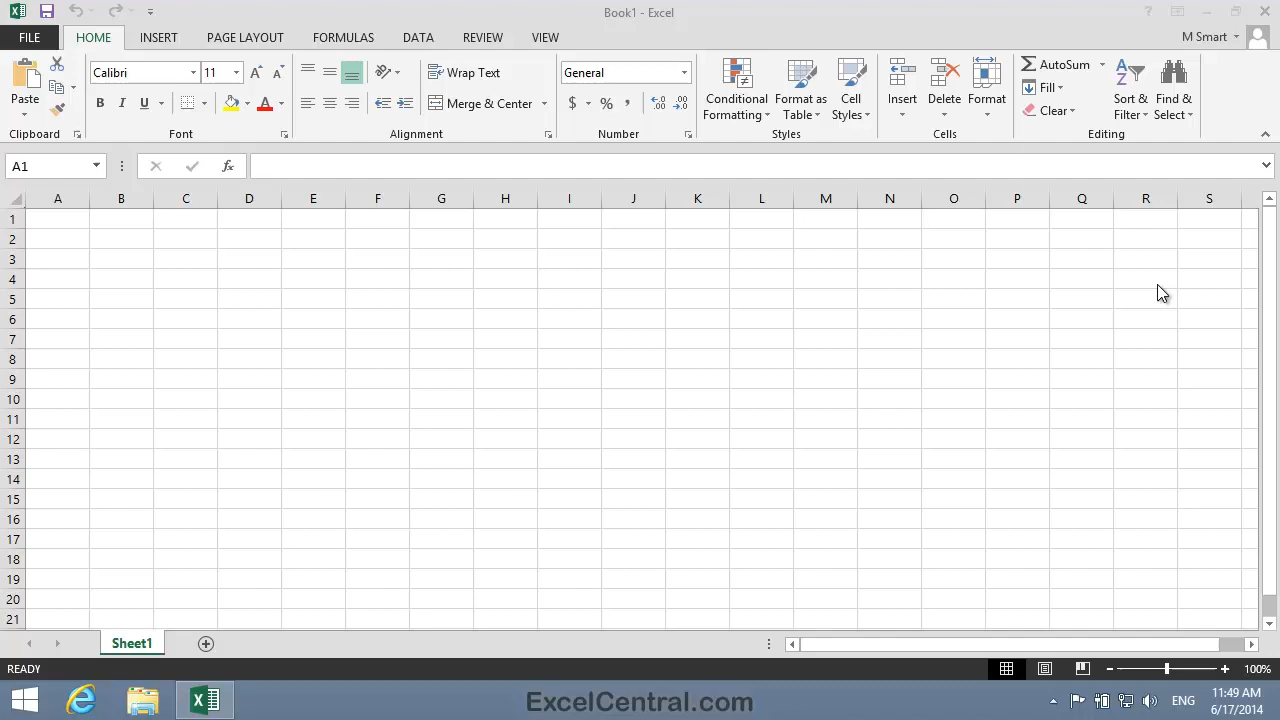 Book1 - Excel
FILE HOME INSERT PAGE LAYOUT FORMULAS DATA REVIEW VIEW M Smart
Paste
Calibri 11
B I U A
Wrap Text
Merge & Center
General
$ % ,
Conditional Formatting
Format as Table
Cell Styles
Insert Delete Format
AutoSum
Fill
Clear
Sort & Filter
Find & Select
Clipboard Font Alignment Number Styles Cells Editing
A1 fx
A B C D E F G H I J K L M N O P Q R S
1
2
3
4
5
6
7
8
9
10
11
12
13
14
15
16
17
18
19
20
21
Sheet1
READY 100%
ExcelCentral.com ENG 11:49 AM
6/17/2014